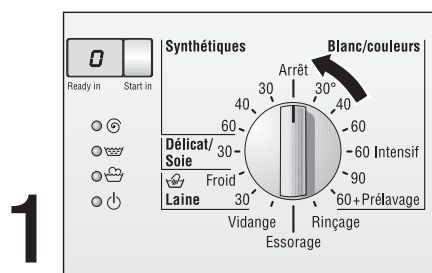 1
0
Ready in
Start in
Synthétiques
Blanc/couleurs
Arrêt
30
40
60
30°
40
60
60 Intensif
90
60+Prélavage
Rinçage
Essorage
Vidange
Délicat/
Soie
30
Froid
Laine
30